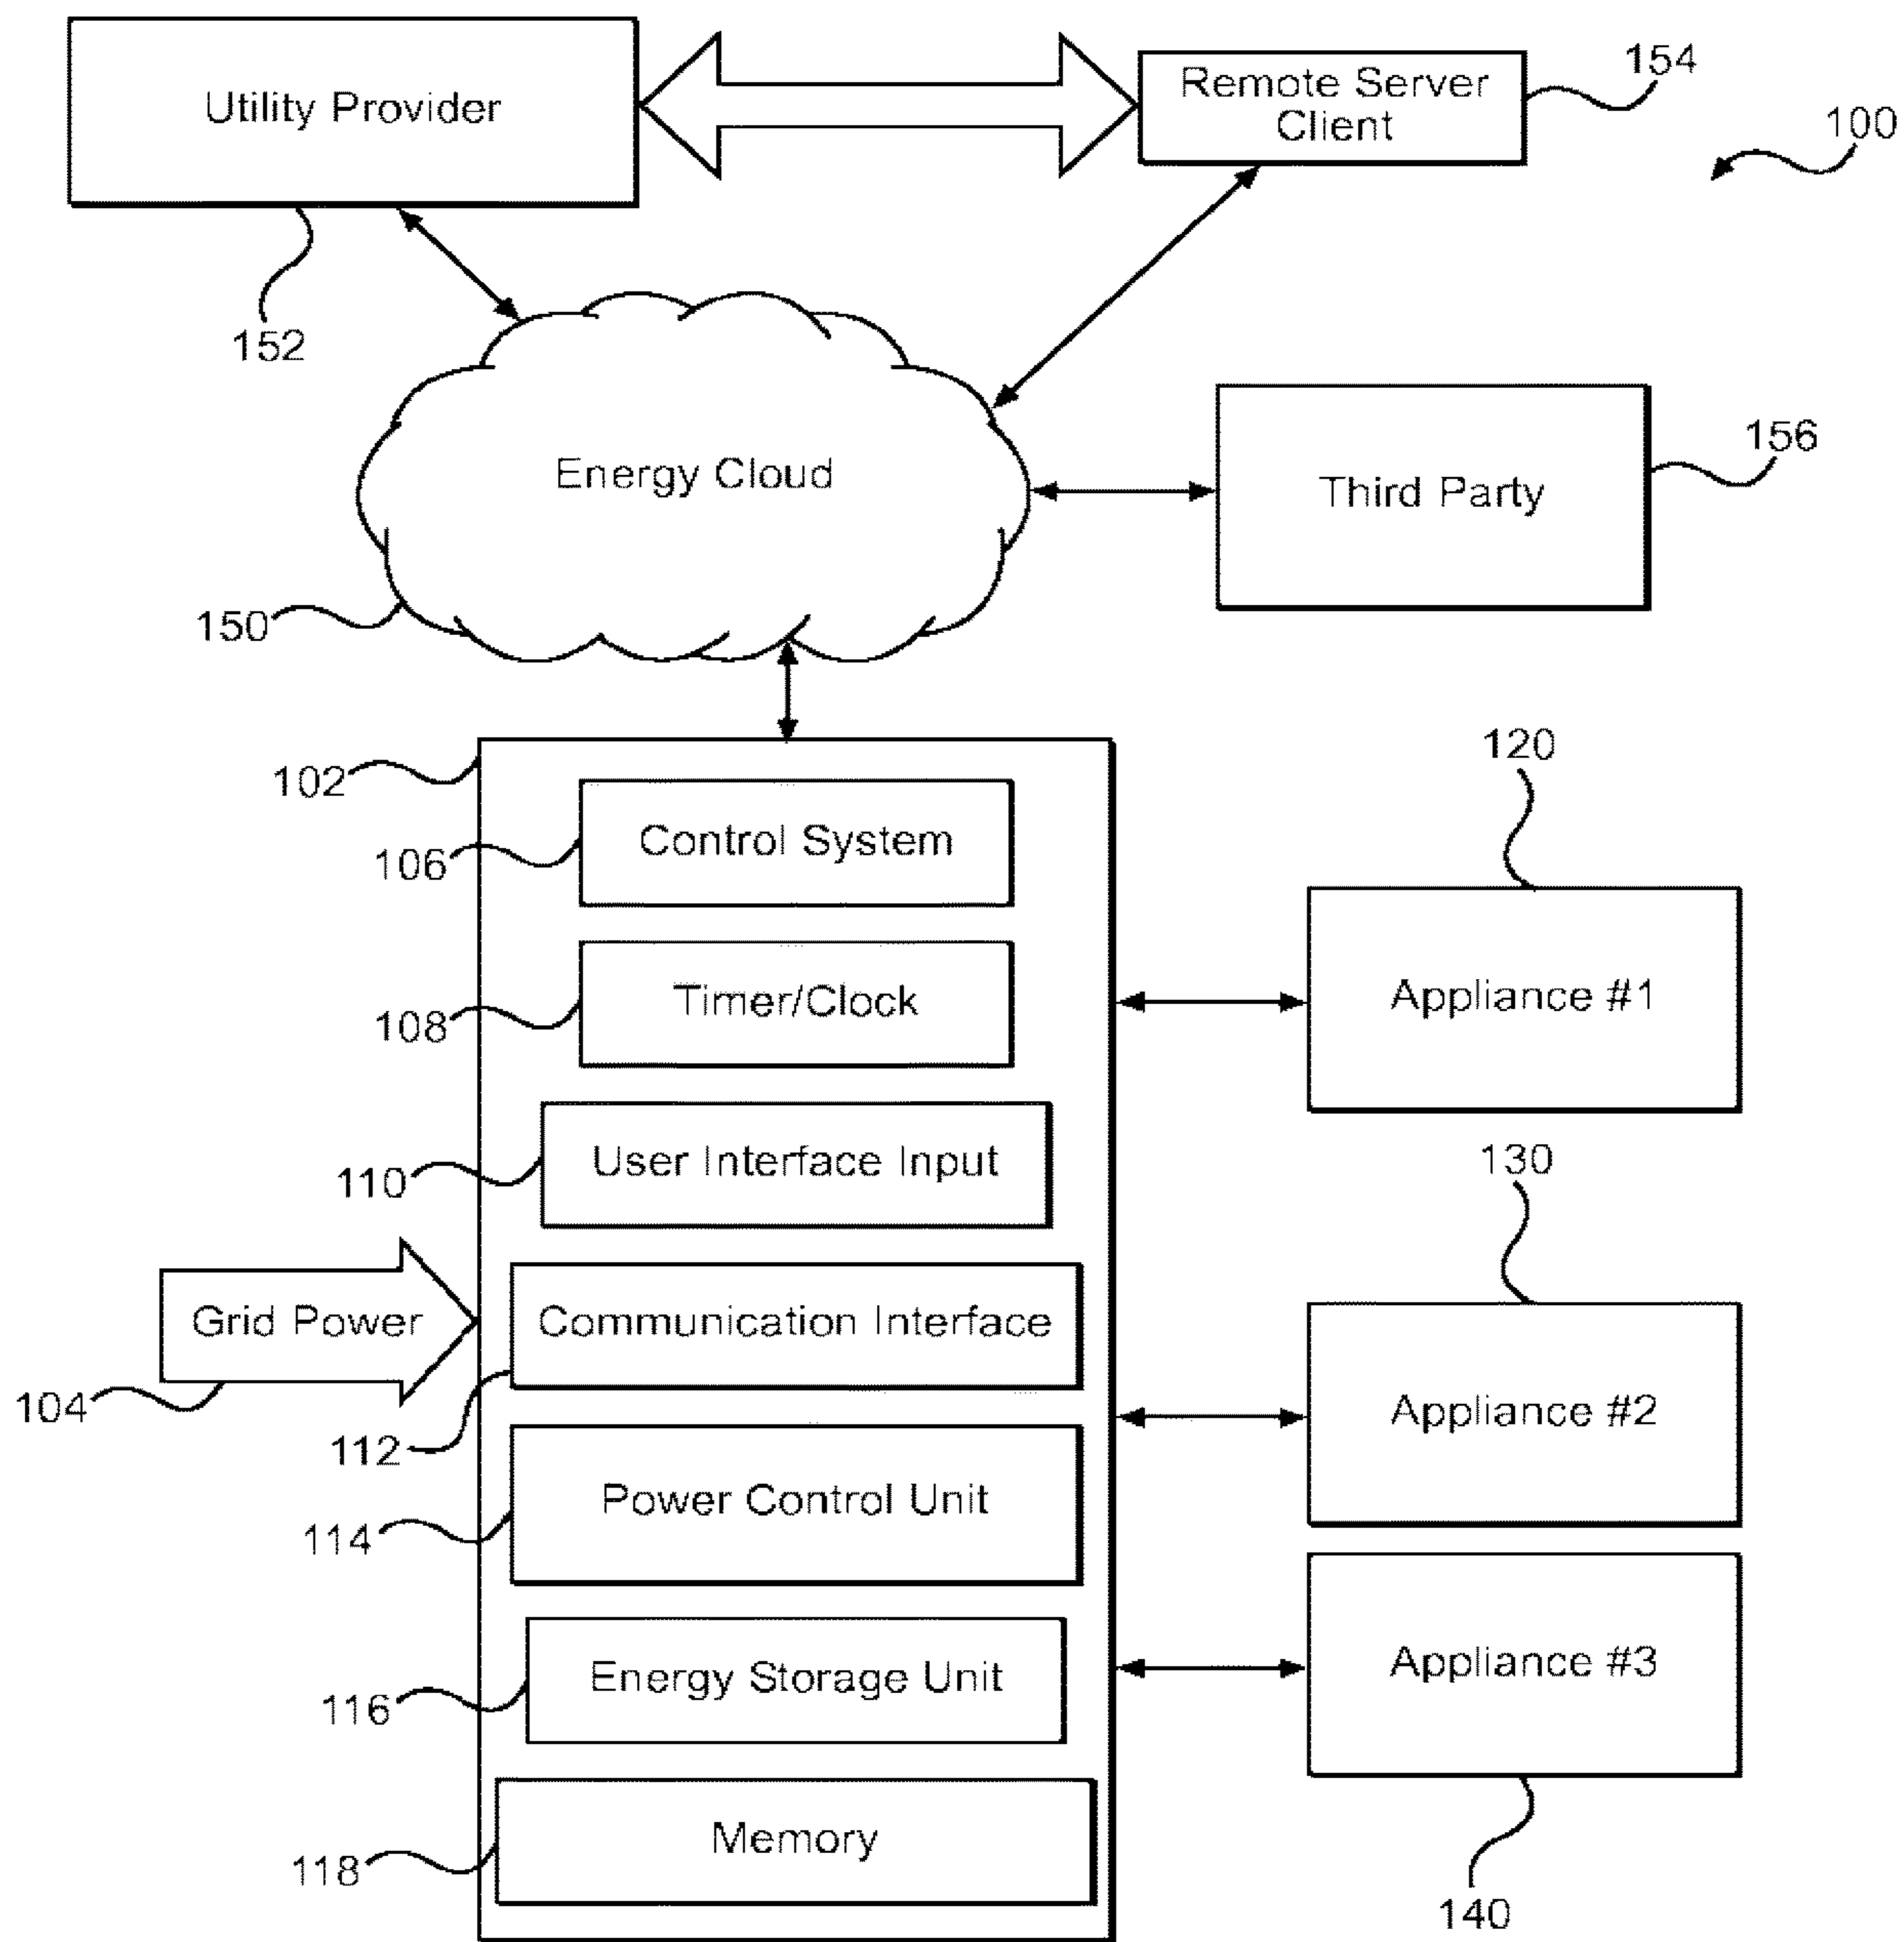 Utility Provider
Remote Server
Client
154
100
152
Energy Cloud
Third Party
156
150
102
Control System
106
120
Timer/Clock
108
Appliance #1
User Interface Input
110
130
Grid Power
104
Communication Interface
112
Appliance #2
Power Control Unit
114
Energy Storage Unit
116
Appliance #3
Memory
118
140